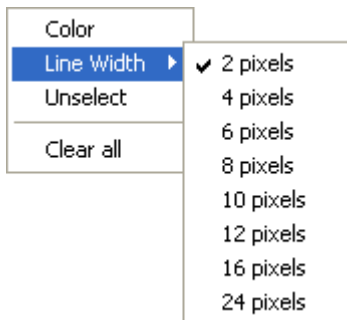 Color
Line Width
Unselect
Clear all
2 pixels
4 pixels
6 pixels
8 pixels
10 pixels
12 pixels
16 pixels
24 pixels